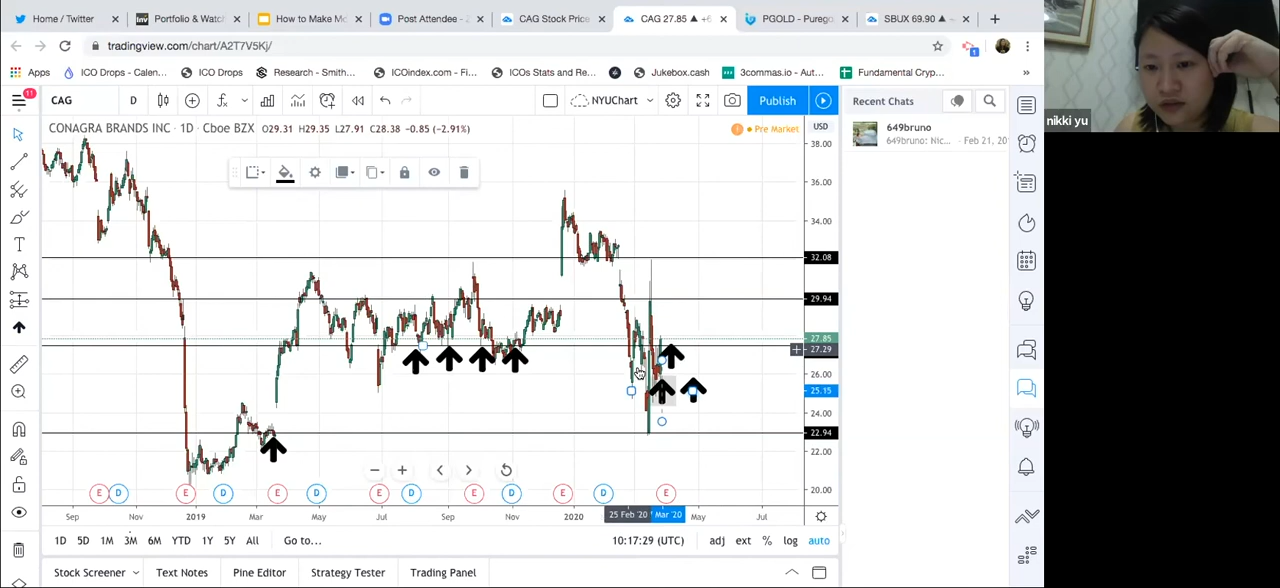 Home / Twitter
Portfolio & Watc
How to Make Mo
Post Attendee - Z
CAG Stock Price
CAG 27.85 ▲ +6
PGOLD - Purego
SBUX 69.90 ▲
tradingview.com/chart/A2T7V5Kj/
1
Apps
ICO Drops - Calen...
ICO Drops
Research - Smith...
ICOindex.com - Fi...
ICOs Stats and Re...
Jukebox.cash
3commas.io - Aut...
Fundamental Cryp...
»
11
CAG
D
NYUChart
Publish
Recent Chats
CONAGRA BRANDS INC · 1D · Cboe BZX
O29.31 H29.35 L27.91 C28.38 -0.85 (-2.91%)
Pre Market
USD
649bruno
649bruno: Nic...
Feb 21, 20
nikki yu
38.00
36.00
34.00
32.08
29.94
27.85
27.29
26.00
25.15
24.00
22.94
22.00
20.00
E
D
E
D
E
D
E
D
E
D
E
D
E
Sep
Nov
2019
Mar
May
Jul
Sep
Nov
2020
25 Feb '20
Mar '20
May
Jul
1D
5D
1M
3M
6M
YTD
1Y
5Y
All
Go to...
10:17:29 (UTC)
adj
ext
%
log
auto
Stock Screener
Text Notes
Pine Editor
Strategy Tester
Trading Panel